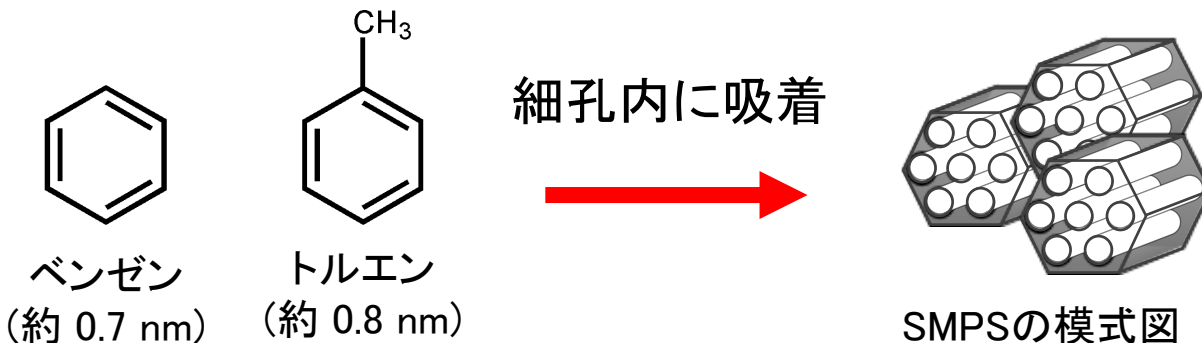 CH₃
細孔内に吸着
ベンゼン
(約 0.7 nm)
トルエン
(約 0.8 nm)
SMPSの模式図